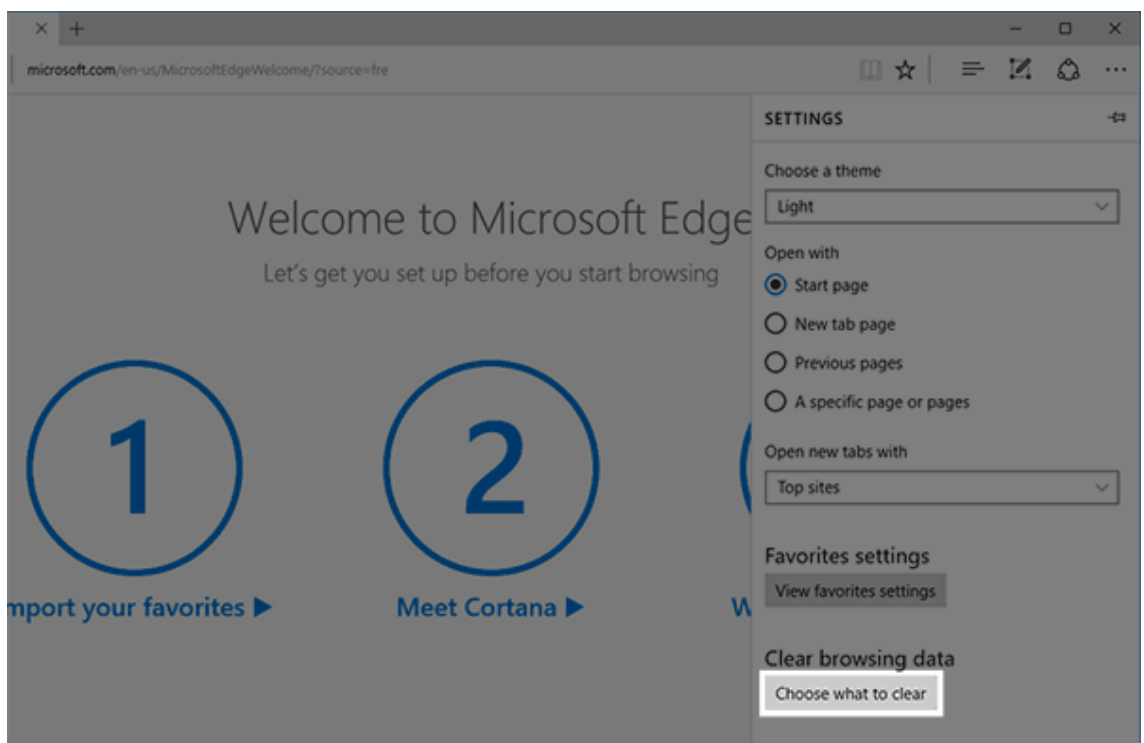 microsoft.com/en-us/MicrosoftEdgeWelcome/?source=fre
SETTINGS
Choose a theme
Light
Open with
Start page
New tab page
Previous pages
A specific page or pages
Open new tabs with
Top sites
Favorites settings
View favorites settings
Clear browsing data
Choose what to clear
Welcome to Microsoft Edge
Let's get you set up before you start browsing
1
2
mport your favorites ▶
Meet Cortana ▶
W